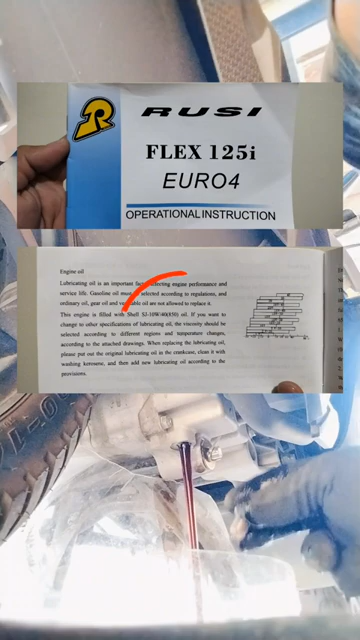 RUSI
FLEX 125i
EURO4
OPERATIONAL INSTRUCTION
Engine oil
Lubricating oil is an important affecting engine performance and
service life. Gasoline oil must selected according to regulations, and
ordinary oil, gear oil and oil are not allowed to replace it.
This engine is filled with Shell SJ-10W/40(850) oil. If you want to
change to other specifications of lubricating oil, the viscosity should be
selected according to different regions and temperature changes,
according to the attached drawings. When replacing the lubricating oil,
please put out the original lubricating oil in the crankcase, clean it with
washing kerosene, and then add new lubricating oil according to the
provisions.